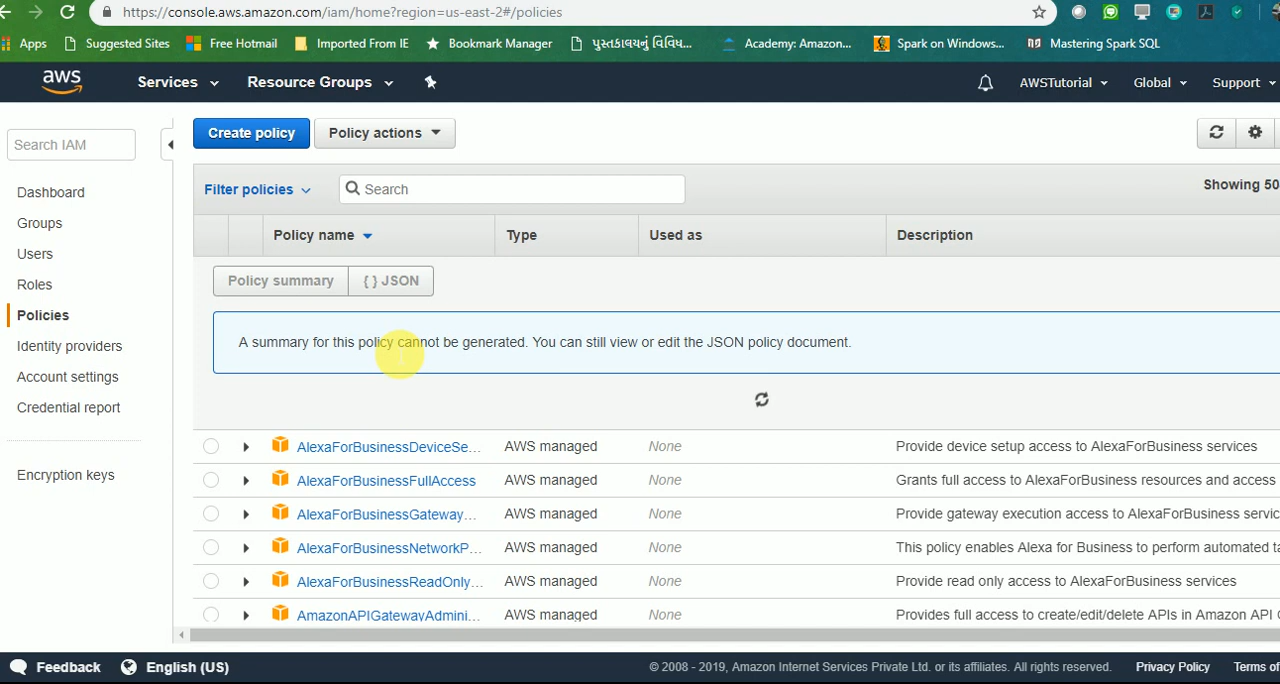 https://console.aws.amazon.com/iam/home?region=us-east-2#/policies
Apps Suggested Sites Free Hotmail Imported From IE Bookmark Manager પુસ્તકાલયનું વિવિ... Academy: Amazon... Spark on Windows... Mastering Spark SQL
aws Services Resource Groups AWSTutorial Global Support
Search IAM
Create policy Policy actions
Dashboard
Groups
Users
Roles
Policies
Identity providers
Account settings
Credential report
Encryption keys
Filter policies Search Showing 50
Policy name Type Used as Description
Policy summary { } JSON
A summary for this policy cannot be generated. You can still view or edit the JSON policy document.
AlexaForBusinessDeviceSe... AWS managed None Provide device setup access to AlexaForBusiness services
AlexaForBusinessFullAccess AWS managed None Grants full access to AlexaForBusiness resources and access
AlexaForBusinessGateway... AWS managed None Provide gateway execution access to AlexaForBusiness servic
AlexaForBusinessNetworkP... AWS managed None This policy enables Alexa for Business to perform automated ta
AlexaForBusinessReadOnly... AWS managed None Provide read only access to AlexaForBusiness services
AmazonAPIGatewayAdmini... AWS managed None Provides full access to create/edit/delete APIs in Amazon API
Feedback English (US) © 2008 - 2019, Amazon Internet Services Private Ltd. or its affiliates. All rights reserved. Privacy Policy Terms of